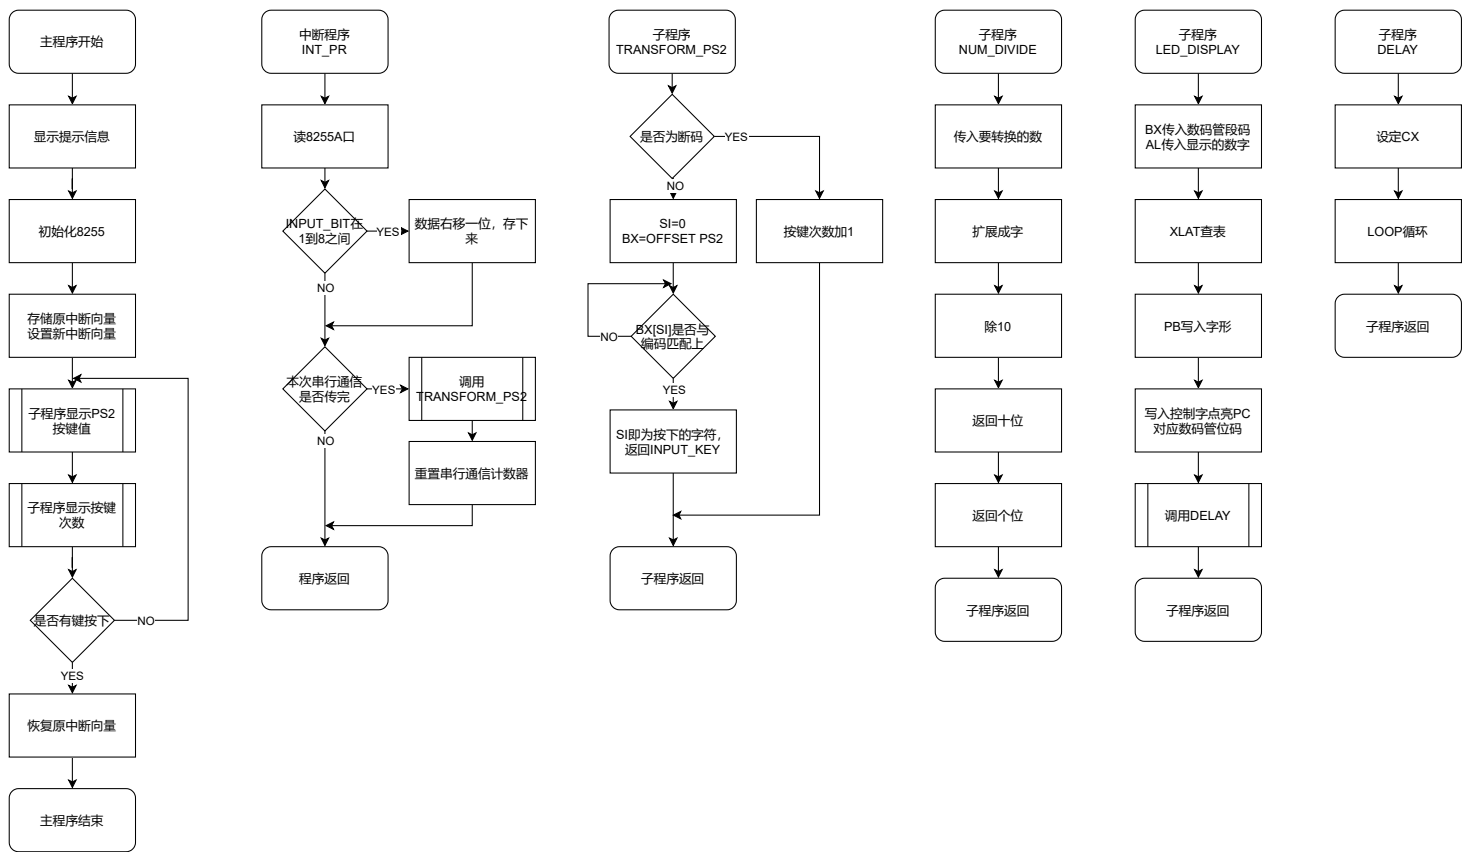 主程序开始
显示提示信息
初始化8255
存储原中断向量
设置新中断向量
子程序显示PS2
按键值
子程序显示按键
次数
是否有键按下
NO
YES
恢复原中断向量
主程序结束
中断程序
INT_PR
读8255A口
INPUT_BIT在
1到8之间
YES
数据右移一位，存下
来
NO
本次串行通信
是否传完
YES
调用
TRANSFORM_PS2
NO
重置串行通信计数器
程序返回
子程序
TRANSFORM_PS2
是否为断码
YES
NO
SI=0
BX=OFFSET PS2
按键次数加1
BX[SI]是否与
编码匹配上
NO
YES
SI即为按下的字符，
返回INPUT_KEY
子程序返回
子程序
NUM_DIVIDE
传入要转换的数
扩展成字
除10
返回十位
返回个位
子程序返回
子程序
LED_DISPLAY
BX传入数码管段码
AL传入显示的数字
XLAT查表
PB写入字形
写入控制字点亮PC
对应数码管位码
调用DELAY
子程序返回
子程序
DELAY
设定CX
LOOP循环
子程序返回